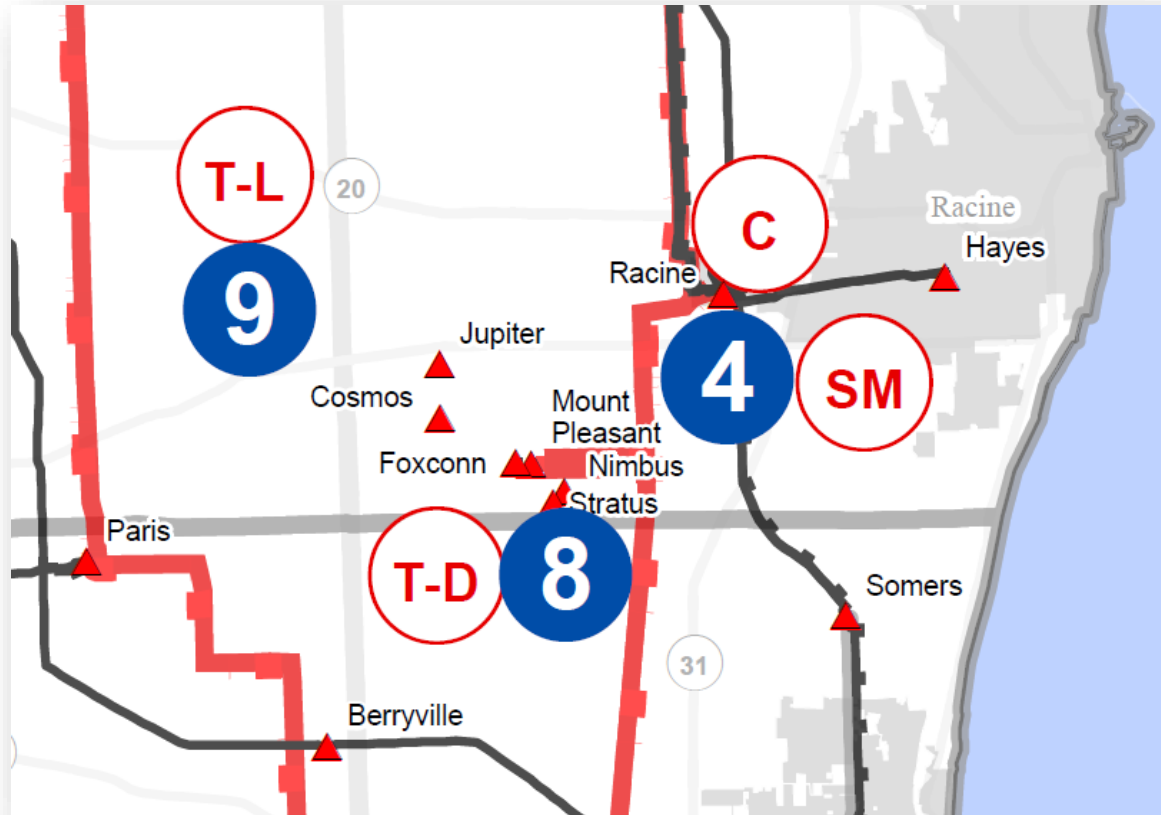 T-L
20
C
Racine
9
Racine
Hayes
Jupiter
4
SM
Cosmos
Mount
Pleasant
Foxconn
Nimbus
Stratus
Paris
T-D
8
Somers
31
Berryville